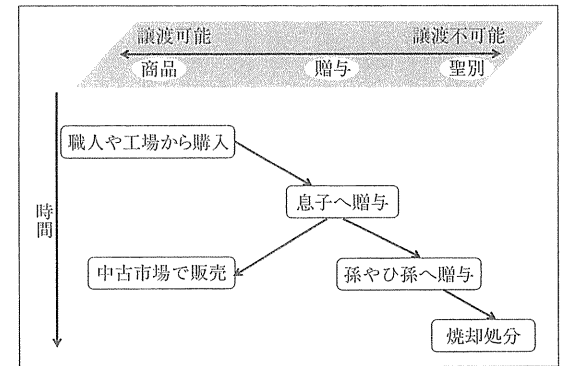 譲渡可能 譲渡不可能
商品 贈与 聖別
職人や工場から購入
息子へ贈与
時間
中古市場で販売 孫やひ孫へ贈与
焼却処分